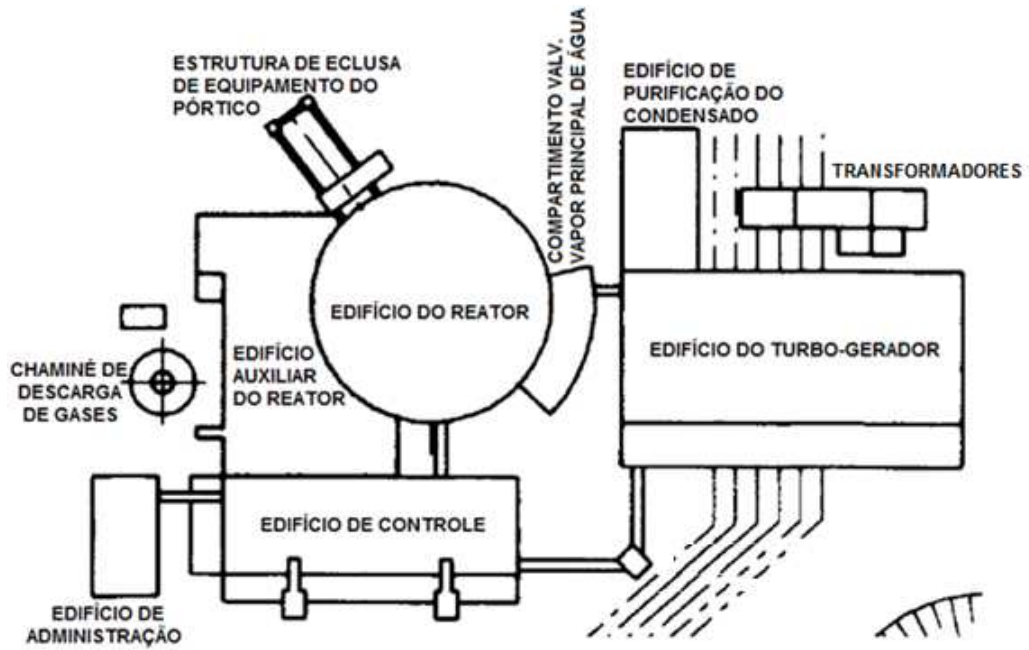 ESTRUTURA DE ECLUSA
DE EQUIPAMENTO DO
PÓRTICO
COMPARTIMENTO VALV.
VAPOR PRINCIPAL DE ÁGUA
EDIFÍCIO DE
PURIFICAÇÃO DO
CONDENSADO
TRANSFORMADORES
EDIFÍCIO DO REATOR
EDIFÍCIO DO TURBO-GERADOR
CHAMINÉ DE
DESCARGA
DE GASES
EDIFÍCIO
AUXILIAR
DO REATOR
EDIFÍCIO DE CONTROLE
EDIFÍCIO DE
ADMINISTRAÇÃO